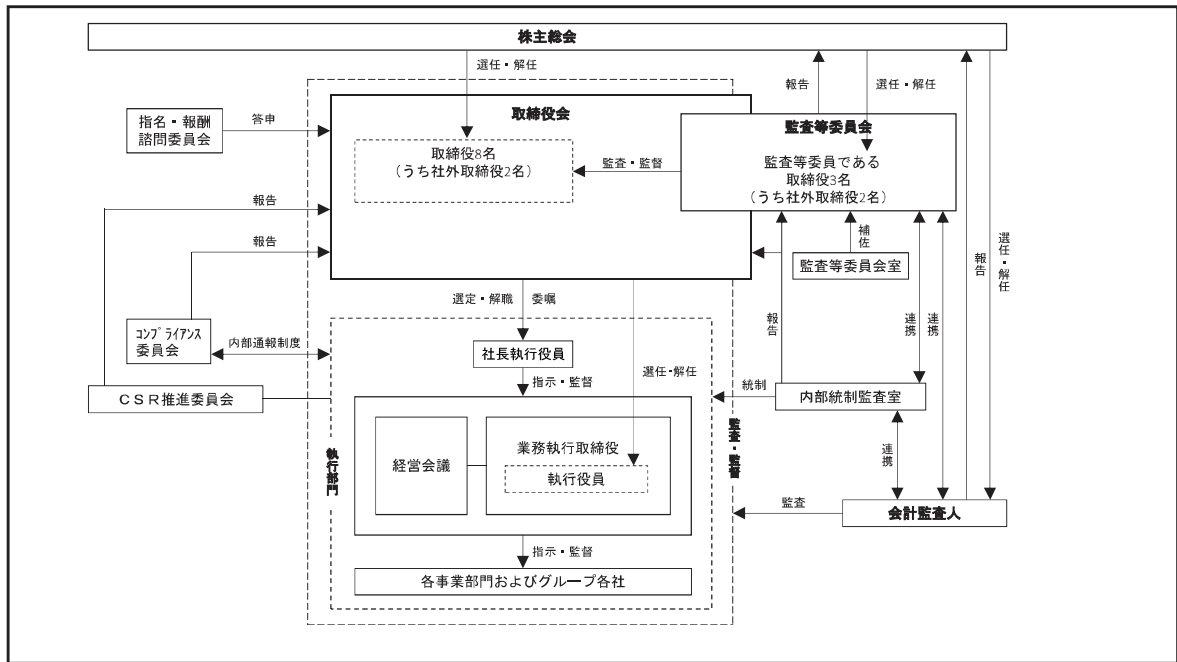 株主総会
選任・解任
報告
選任・解任
指名・報酬
諮問委員会
答申
取締役会
取締役8名
（うち社外取締役2名）
監査・監督
監査等委員会
監査等委員である
取締役3名
（うち社外取締役2名）
報告
報告
補佐
監査等委員会室
報告
選任・解任
選定・解職
委嘱
報告
連携
連携
コンプライアンス
委員会
内部通報制度
社長執行役員
選任・解任
指示・監督
統制
内部統制監査室
CSR推進委員会
執行部門
経営会議
業務執行取締役
執行役員
監査・監督
連携
監査
会計監査人
指示・監督
各事業部門およびグループ各社